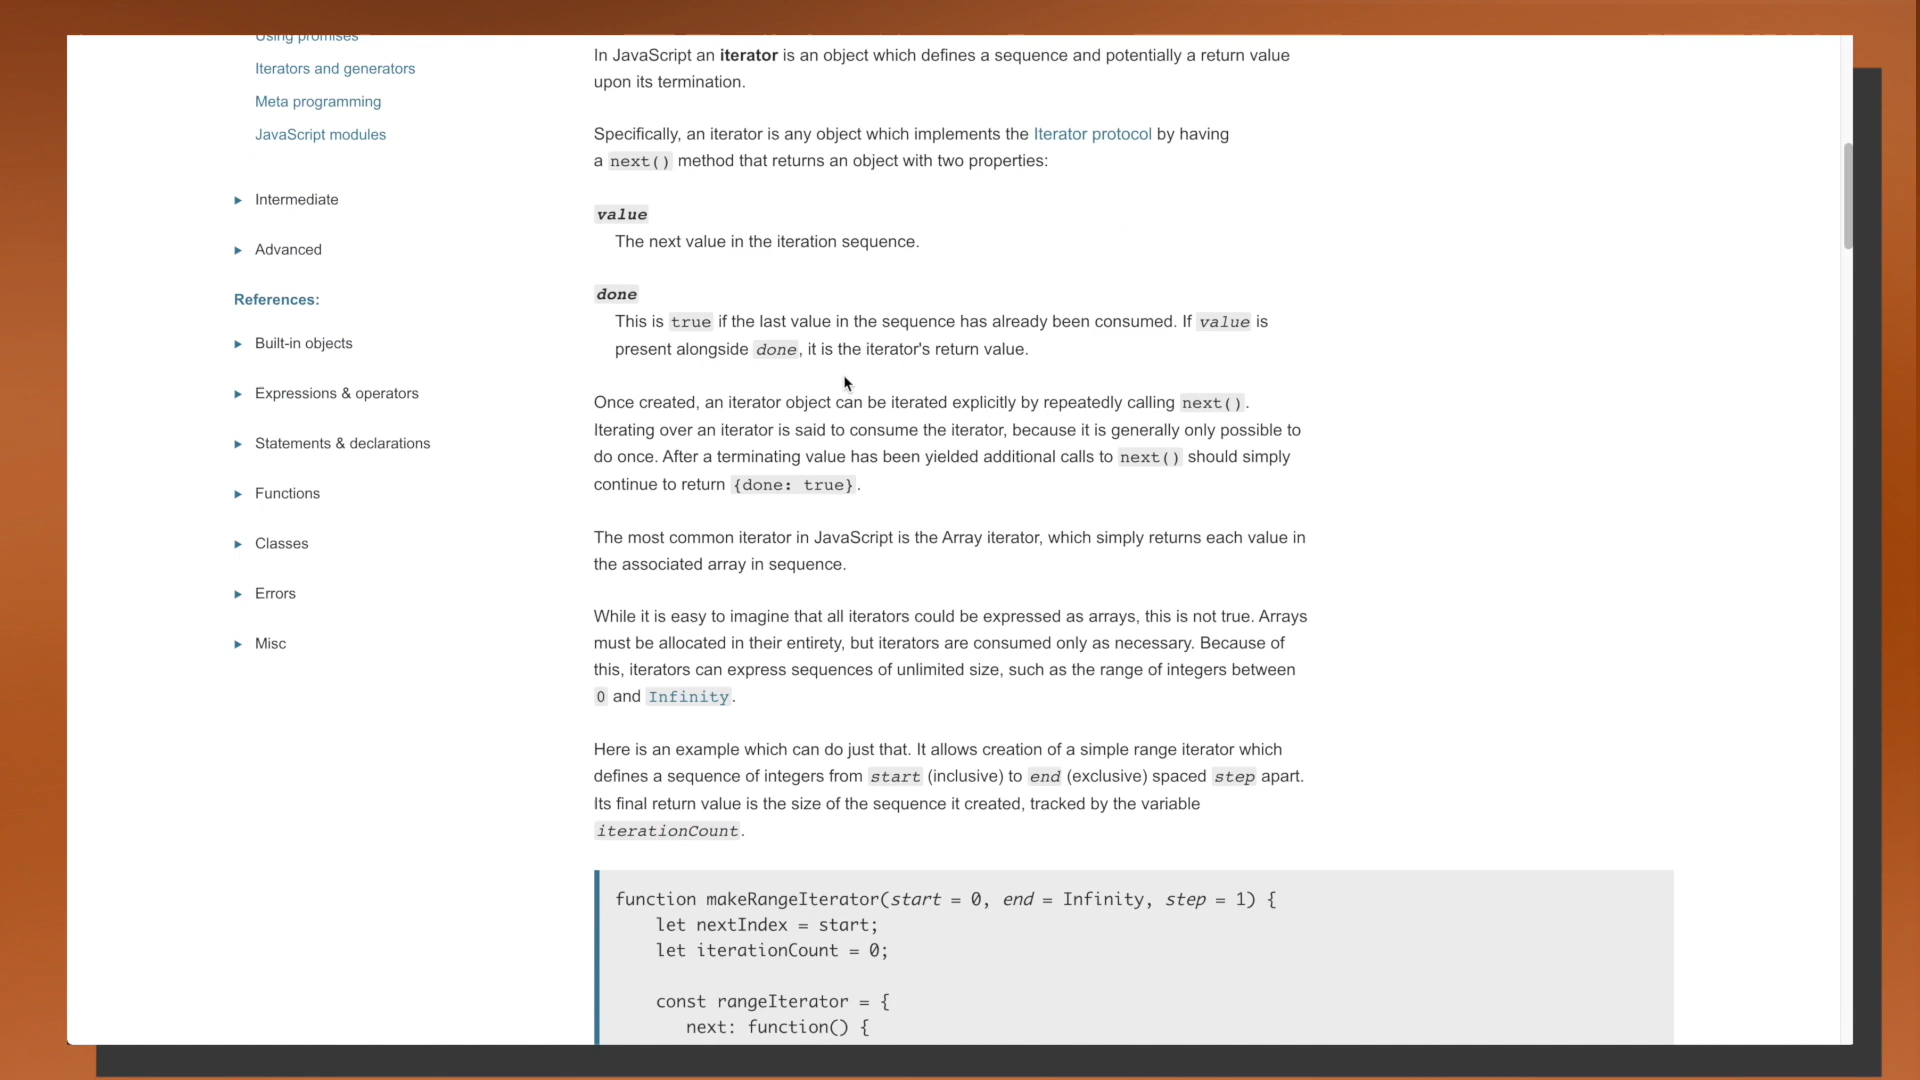 Using promises
Iterators and generators
Meta programming
JavaScript modules
Intermediate
Advanced
References:
Built-in objects
Expressions & operators
Statements & declarations
Functions
Classes
Errors
Misc
In JavaScript an iterator is an object which defines a sequence and potentially a return value
upon its termination.
Specifically, an iterator is any object which implements the Iterator protocol by having
a next() method that returns an object with two properties:
value
The next value in the iteration sequence.
done
This is true if the last value in the sequence has already been consumed. If value is
present alongside done, it is the iterator's return value.
Once created, an iterator object can be iterated explicitly by repeatedly calling next().
Iterating over an iterator is said to consume the iterator, because it is generally only possible to
do once. After a terminating value has been yielded additional calls to next() should simply
continue to return {done: true}.
The most common iterator in JavaScript is the Array iterator, which simply returns each value in
the associated array in sequence.
While it is easy to imagine that all iterators could be expressed as arrays, this is not true. Arrays
must be allocated in their entirety, but iterators are consumed only as necessary. Because of
this, iterators can express sequences of unlimited size, such as the range of integers between
0 and Infinity.
Here is an example which can do just that. It allows creation of a simple range iterator which
defines a sequence of integers from start (inclusive) to end (exclusive) spaced step apart.
Its final return value is the size of the sequence it created, tracked by the variable
iterationCount.
function makeRangeIterator(start = 0, end = Infinity, step = 1) {
let nextIndex = start;
let iterationCount = 0;
const rangeIterator = {
next: function() {